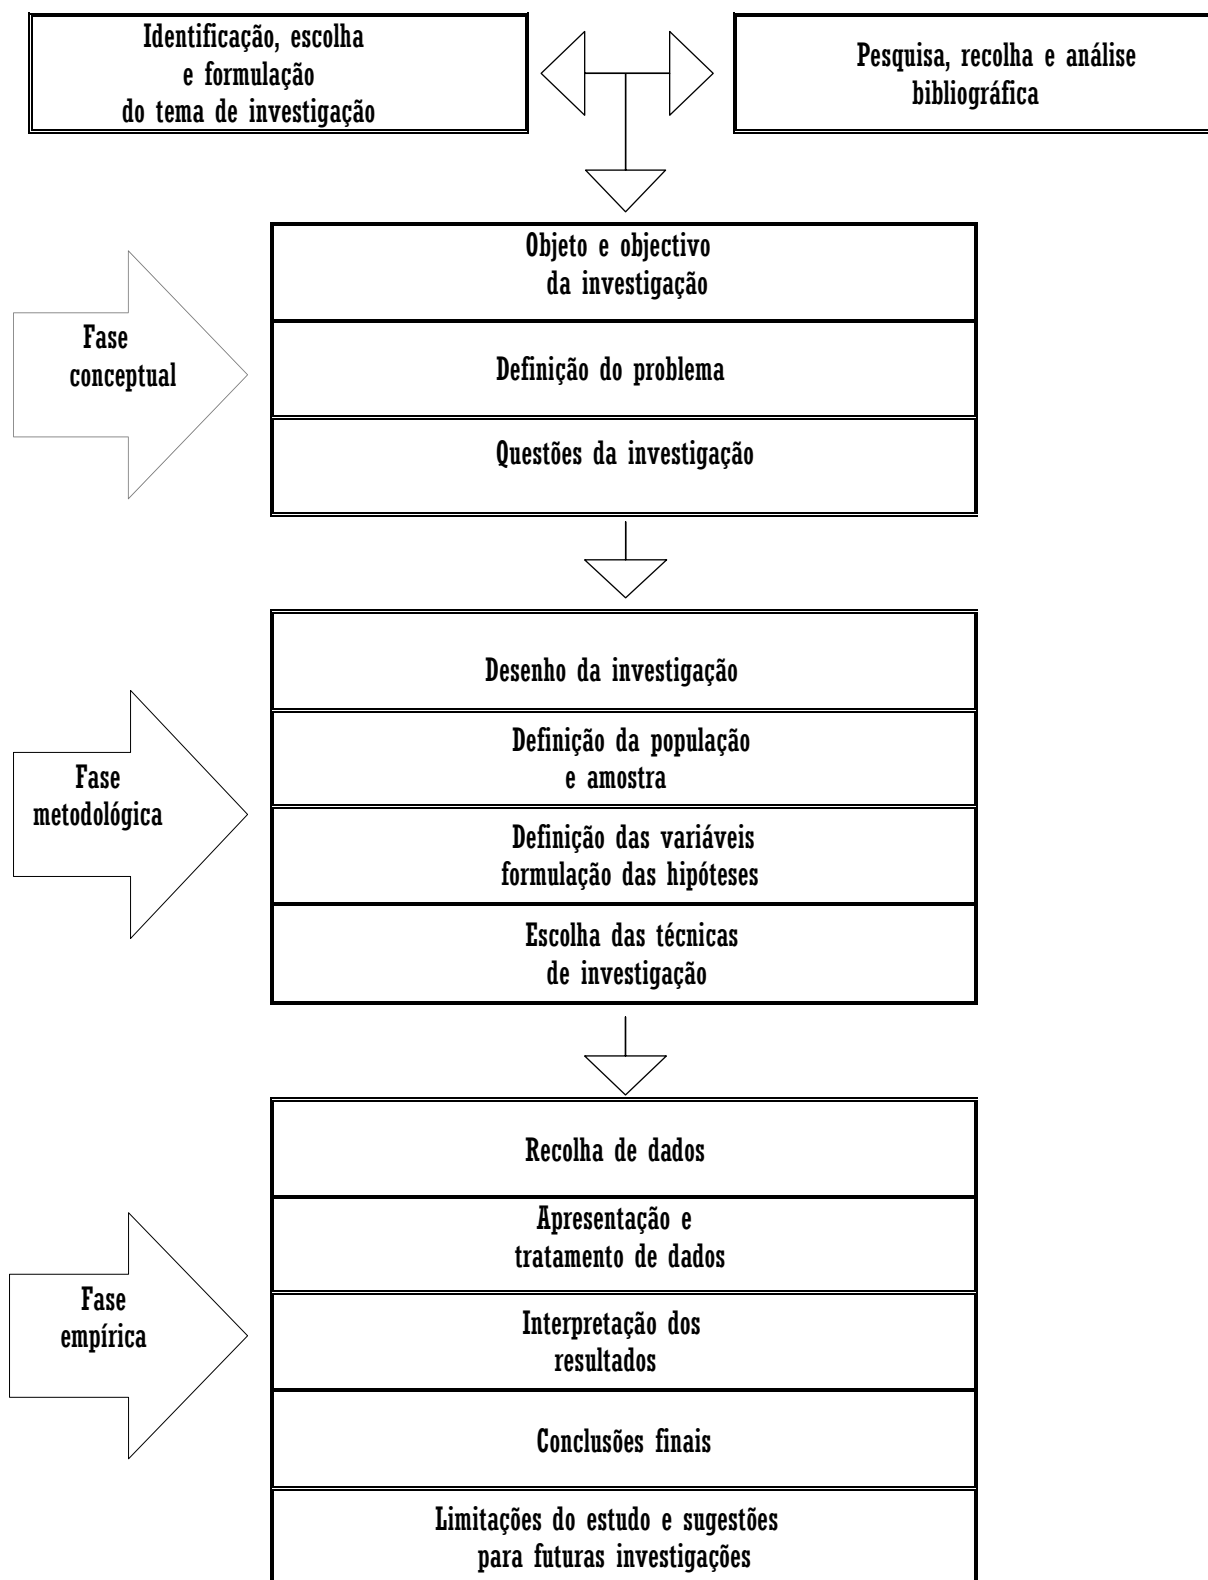 Identificação, escolha
e formulação
do tema de investigação
Pesquisa, recolha e análise
bibliográfica
Objeto e objectivo
da investigação
Fase
conceptual
Definição do problema
Questões da investigação
Desenho da investigação
Definição da população
e amostra
Fase
metodológica
Definição das variáveis
formulação das hipóteses
Escolha das técnicas
de investigação
Recolha de dados
Apresentação e
tratamento de dados
Fase
empírica
Interpretação dos
resultados
Conclusões finais
Limitações do estudo e sugestões
para futuras investigações